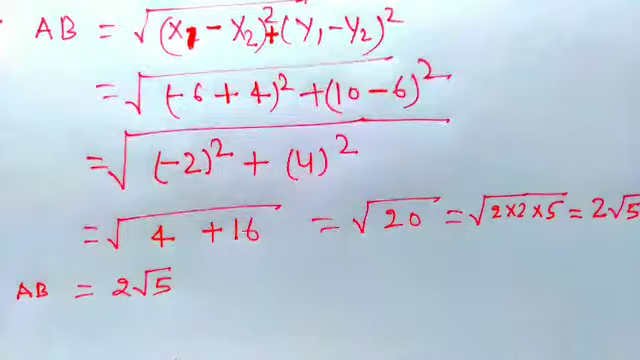 AB = √(x₁ - x₂)² + (y₁ - y₂)²
= √(-6 + 4)² + (10 - 6)²
= √(-2)² + (4)²
= √4 + 16 = √20 = √2×2×5 = 2√5
AB = 2√5